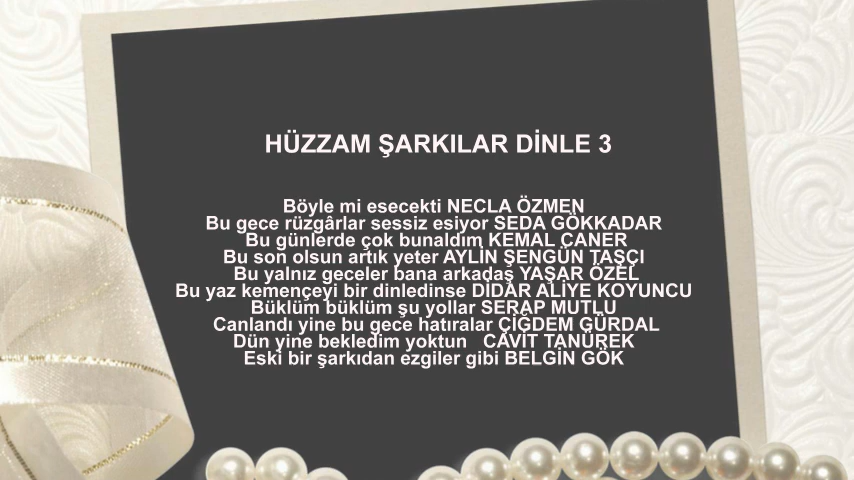 HÜZZAM ŞARKILAR DİNLE 3
Böyle mi esecekti NECLA ÖZMEN
Bu gece rüzgârlar sessiz esiyor SEDA GÖKKADAR
Bu günlerde çok bunaldım KEMAL CANER
Bu son olsun artık yeter AYLİN ŞENGÜN TAŞÇI
Bu yalnız geceler bana arkadaş YAŞAR ÖZEL
Bu yaz kemençeyi bir dinledinse DİDAR ALİYE KOYUNCU
Büklüm büklüm şu yollar SERAP MUTLU
Canlandı yine bu gece hatıralar ÇİĞDEM GÜRDAL
Dün yine bekledim yoktun CAVİT TANÜREK
Eski bir şarkıdan ezgiler gibi BELGİN GÖK